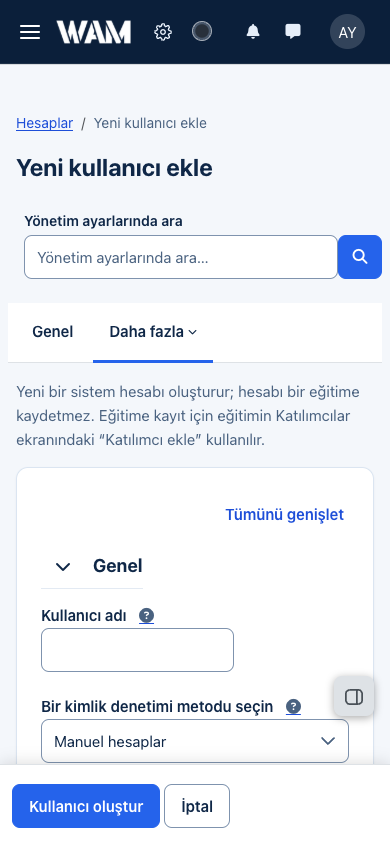 WAM
AY
Hesaplar / Yeni kullanıcı ekle
Yeni kullanıcı ekle
Yönetim ayarlarında ara
Yönetim ayarlarında ara...
Genel
Daha fazla
Yeni bir sistem hesabı oluşturur; hesabı bir eğitime
kaydetmez. Eğitime kayıt için eğitimin Katılımcılar
ekranındaki “Katılımcı ekle” kullanılır.
Tümünü genişlet
Genel
Kullanıcı adı ?
Bir kimlik denetimi metodu seçin ?
Manuel hesaplar
Kullanıcı oluştur
İptal